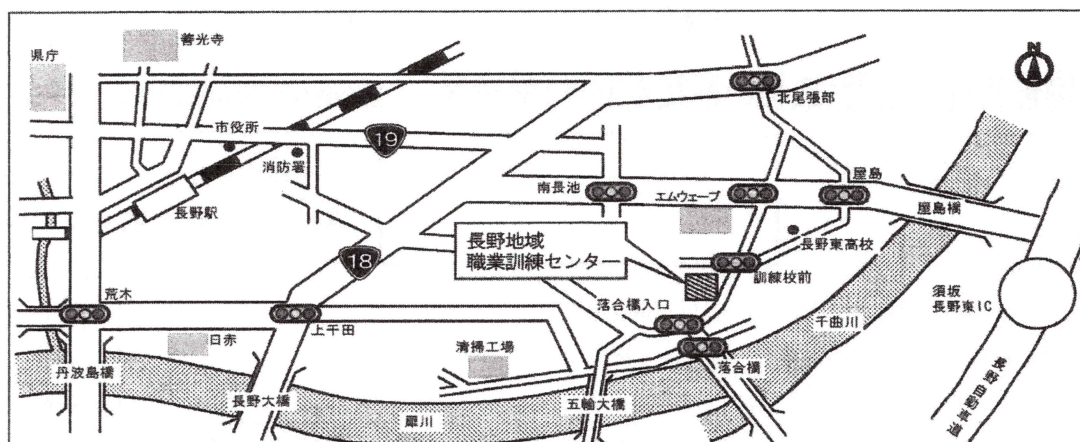 善光寺
県庁
N
北尾張部
市役所
19
消防署
屋島
南長池
エムウェーブ
屋島橋
長野駅
長野東高校
長野地域
職業訓練センター
18
訓練校前
荒木
落合橋入口
須坂
長野東IC
千曲川
上千田
日赤
清掃工場
落合橋
丹波島橋
長野大橋
五輪大橋
犀川
長野自動車道